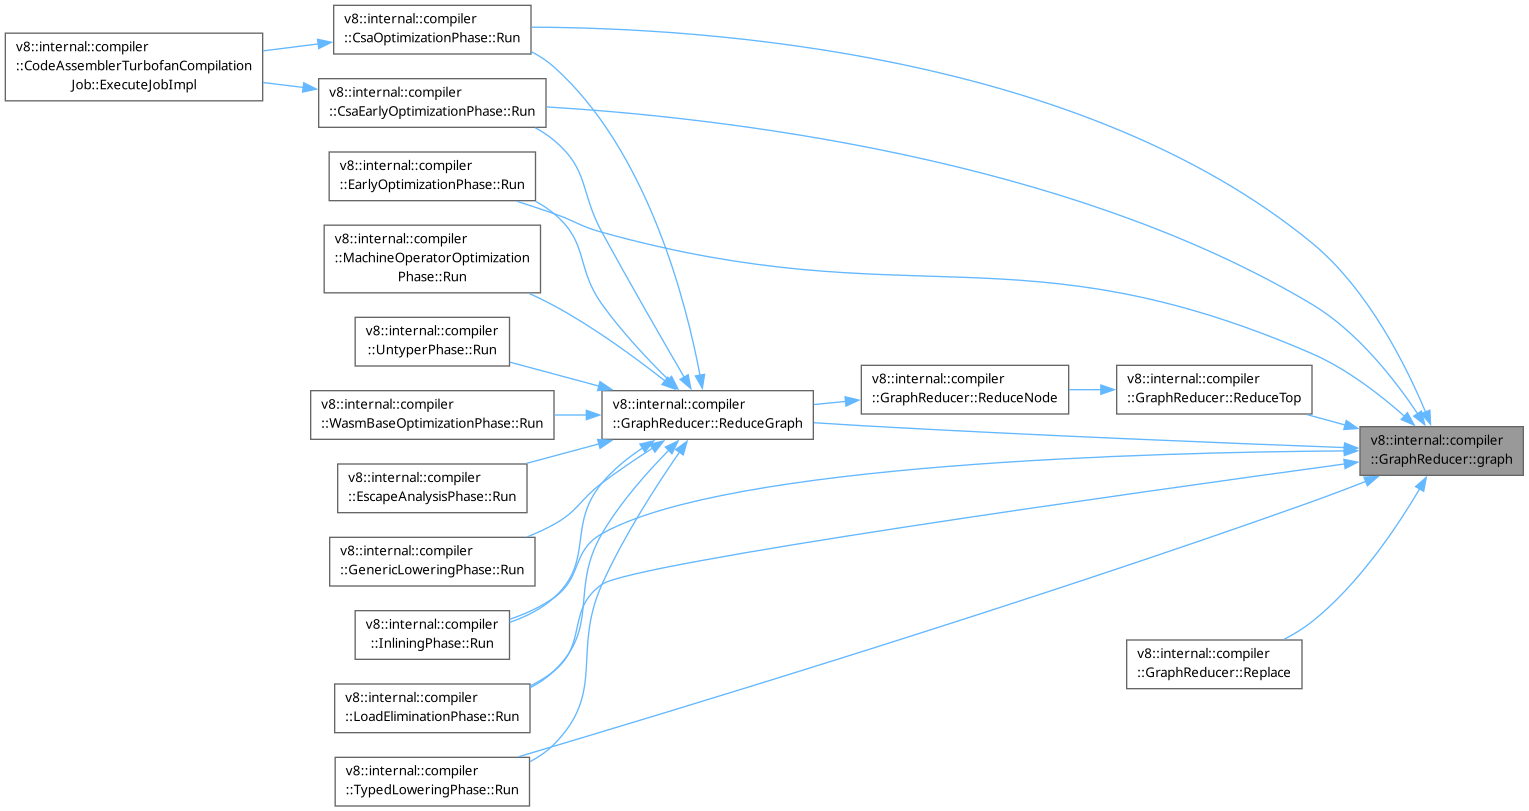 v8::internal::compiler
::CodeAssemblerTurbofanCompilation
Job::ExecuteJobImpl
v8::internal::compiler
::CsaOptimizationPhase::Run
v8::internal::compiler
::CsaEarlyOptimizationPhase::Run
v8::internal::compiler
::EarlyOptimizationPhase::Run
v8::internal::compiler
::MachineOperatorOptimization
Phase::Run
v8::internal::compiler
::UntyperPhase::Run
v8::internal::compiler
::WasmBaseOptimizationPhase::Run
v8::internal::compiler
::EscapeAnalysisPhase::Run
v8::internal::compiler
::GenericLoweringPhase::Run
v8::internal::compiler
::InliningPhase::Run
v8::internal::compiler
::LoadEliminationPhase::Run
v8::internal::compiler
::TypedLoweringPhase::Run
v8::internal::compiler
::GraphReducer::ReduceGraph
v8::internal::compiler
::GraphReducer::ReduceNode
v8::internal::compiler
::GraphReducer::ReduceTop
v8::internal::compiler
::GraphReducer::graph
v8::internal::compiler
::GraphReducer::Replace